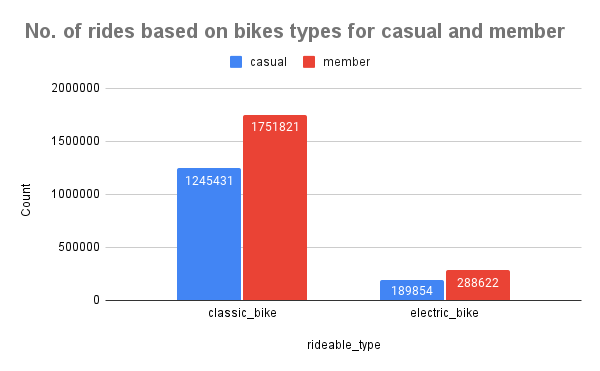 No. of rides based on bikes types for casual and member
casual member
2000000
1500000
1000000
500000
0
Count
1245431
1751821
189854
288622
classic_bike electric_bike
rideable_type